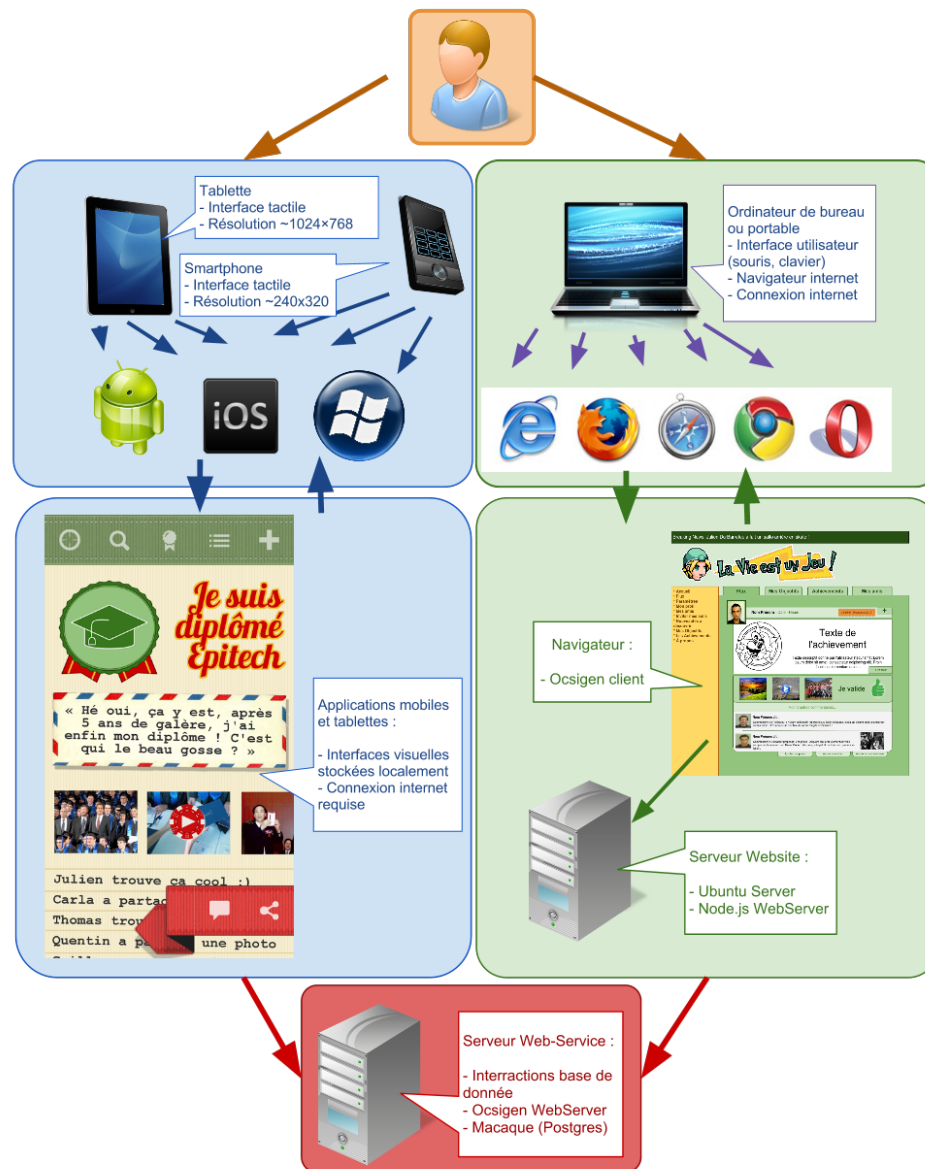 Tablette
- Interface tactile
- Résolution ~1024×768
Smartphone
- Interface tactile
- Résolution ~240x320
Ordinateur de bureau
ou portable
- Interface utilisateur
(souris, clavier)
- Navigateur internet
- Connexion internet
iOS
Je suis
diplômé
Epitech
« Hé oui, ça y est, après
5 ans de galère, j'ai
enfin mon diplôme ! C'est
qui le beau gosse ? »
Applications mobiles
et tablettes :
- Interfaces visuelles
stockées localement
- Connexion internet
requise
Julien trouve ça cool :)
Carla a
Thomas
Quentin a
une photo
La Vie est un Jeu !
Mes Objectifs
Achievements
Mes amis
Texte de
l'achievement
Je valide
Navigateur :
- Ocsigen client
Serveur Website :
- Ubuntu Server
- Node.js WebServer
Serveur Web-Service :
- Interractions base de
donnée
- Ocsigen WebServer
- Macaque (Postgres)